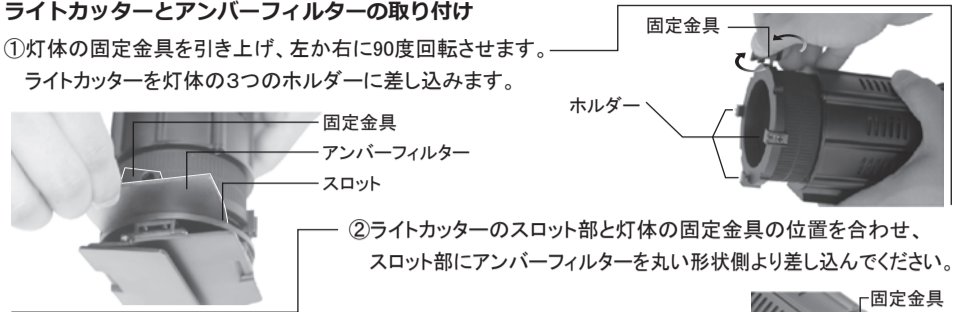 ライトカッターとアンバーフィルターの取り付け
①灯体の固定金具を引き上げ、左か右に90度回転させます。
ライトカッターを灯体の3つのホルダーに差し込みます。
固定金具
ホルダー
固定金具
アンバーフィルター
スロット
②ライトカッターのスロット部と灯体の固定金具の位置を合わせ、
スロット部にアンバーフィルターを丸い形状側より差し込んでください。
固定金具